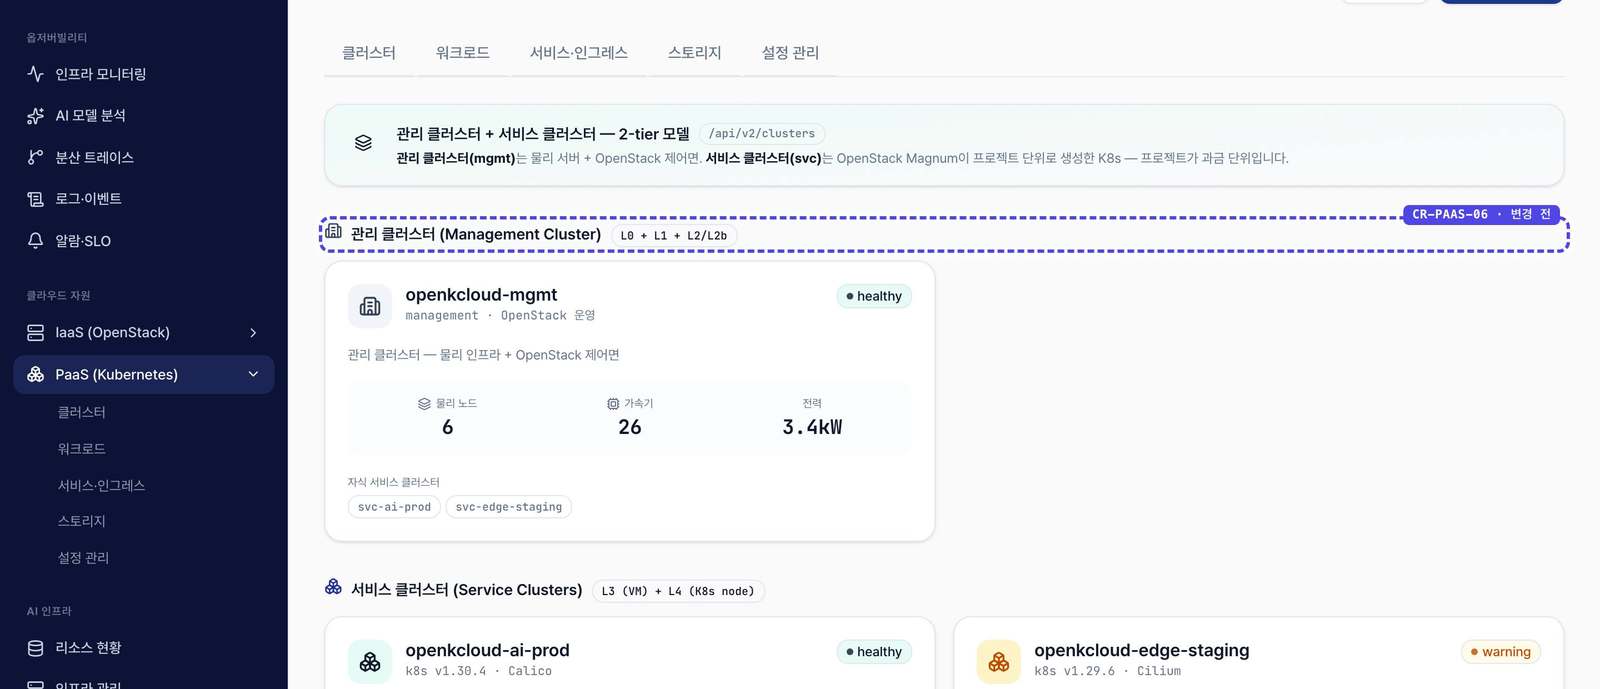 옵저버빌리티
인프라 모니터링
AI 모델 분석
분산 트레이스
로그·이벤트
알람·SLO
클라우드 자원
IaaS (OpenStack)
PaaS (Kubernetes)
클러스터
워크로드
서비스·인그레스
스토리지
설정 관리
AI 인프라
리소스 현황
인프라 관리
클러스터 워크로드 서비스·인그레스 스토리지 설정 관리
관리 클러스터 + 서비스 클러스터 — 2-tier 모델 /api/v2/clusters
관리 클러스터(mgmt)는 물리 서버 + OpenStack 제어면. 서비스 클러스터(svc)는 OpenStack Magnum이 프로젝트 단위로 생성한 K8s — 프로젝트가 과금 단위입니다.
CR-PAAS-06 · 변경 전
관리 클러스터 (Management Cluster) L0 + L1 + L2/L2b
openkcloud-mgmt healthy
management · OpenStack 운영
관리 클러스터 — 물리 인프라 + OpenStack 제어면
물리 노드 가속기 전력
6 26 3.4kW
자식 서비스 클러스터
svc-ai-prod svc-edge-staging
서비스 클러스터 (Service Clusters) L3 (VM) + L4 (K8s node)
openkcloud-ai-prod healthy
k8s v1.30.4 · Calico
openkcloud-edge-staging warning
k8s v1.29.6 · Cilium